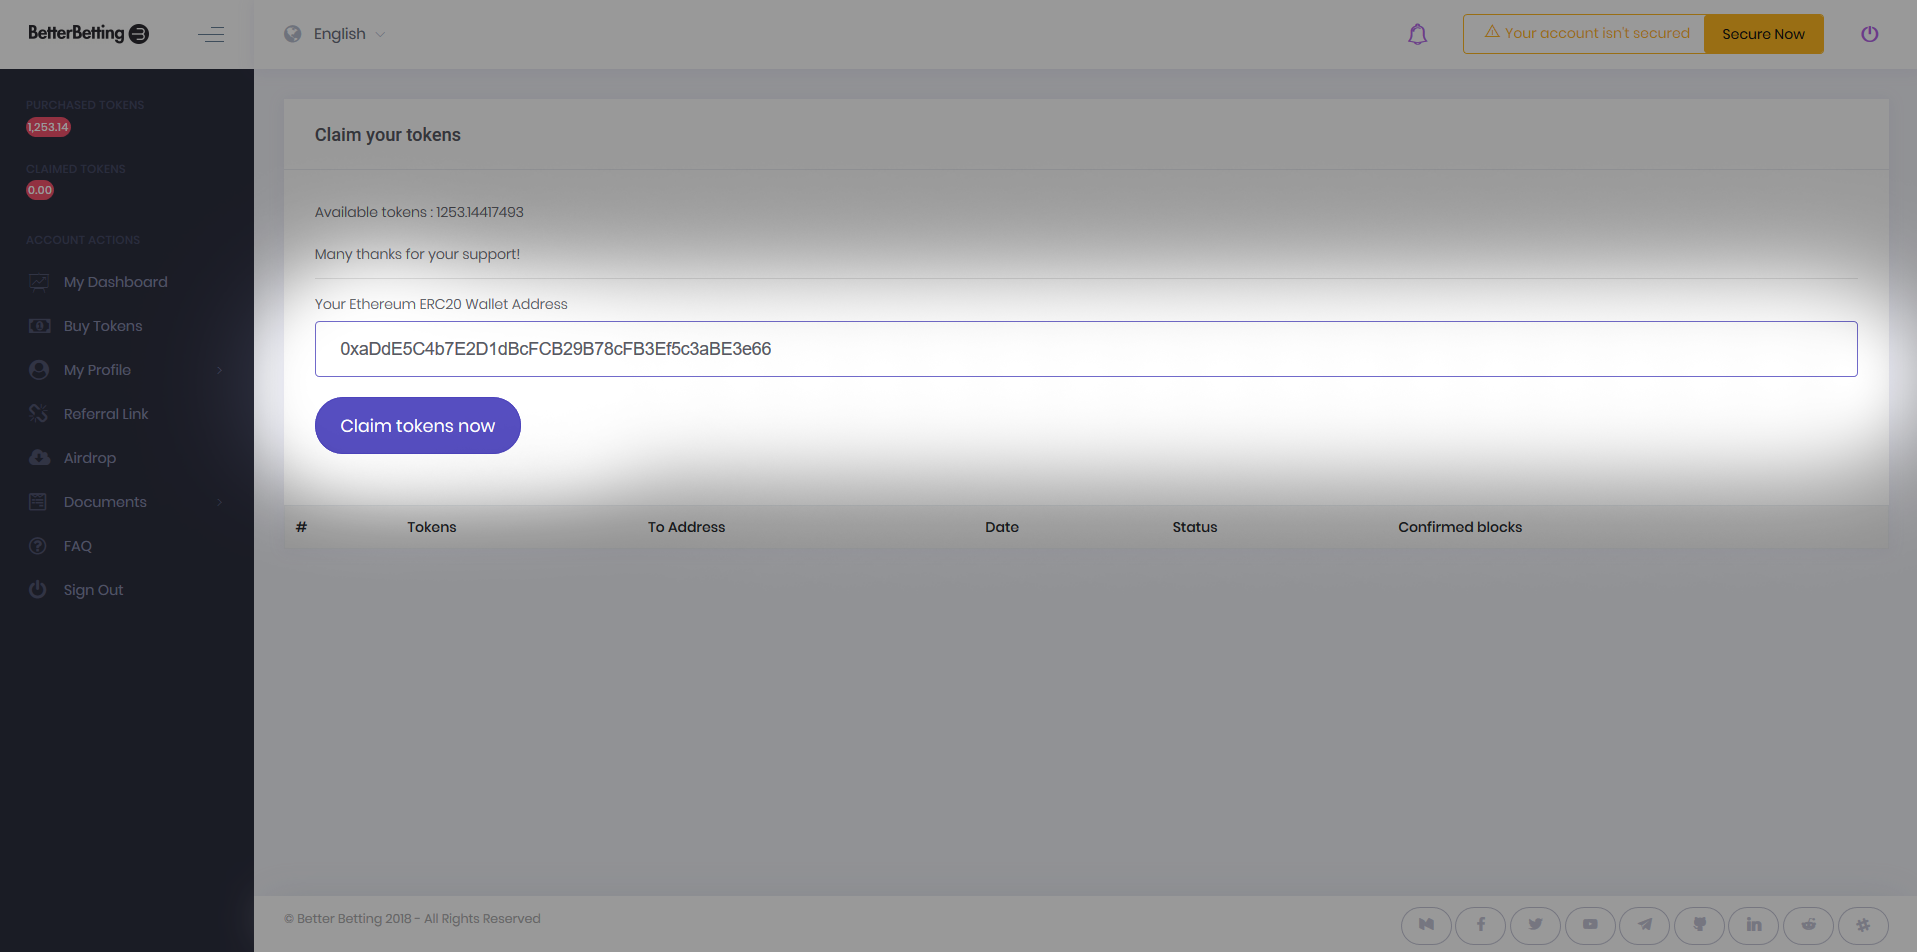 BetterBetting
English
Your account isn't secured
Secure Now
PURCHASED TOKENS
1,253.14
CLAIMED TOKENS
0.00
ACCOUNT ACTIONS
My Dashboard
Buy Tokens
My Profile
Referral Link
Airdrop
Documents
FAQ
Sign Out
Claim your tokens
Available tokens : 1253.14417493
Many thanks for your support!
Your Ethereum ERC20 Wallet Address
0xaDdE5C4b7E2D1dBcFCB29B78cFB3Ef5c3aBE3e66
Claim tokens now
# Tokens To Address Date Status Confirmed blocks
© Better Betting 2018 - All Rights Reserved